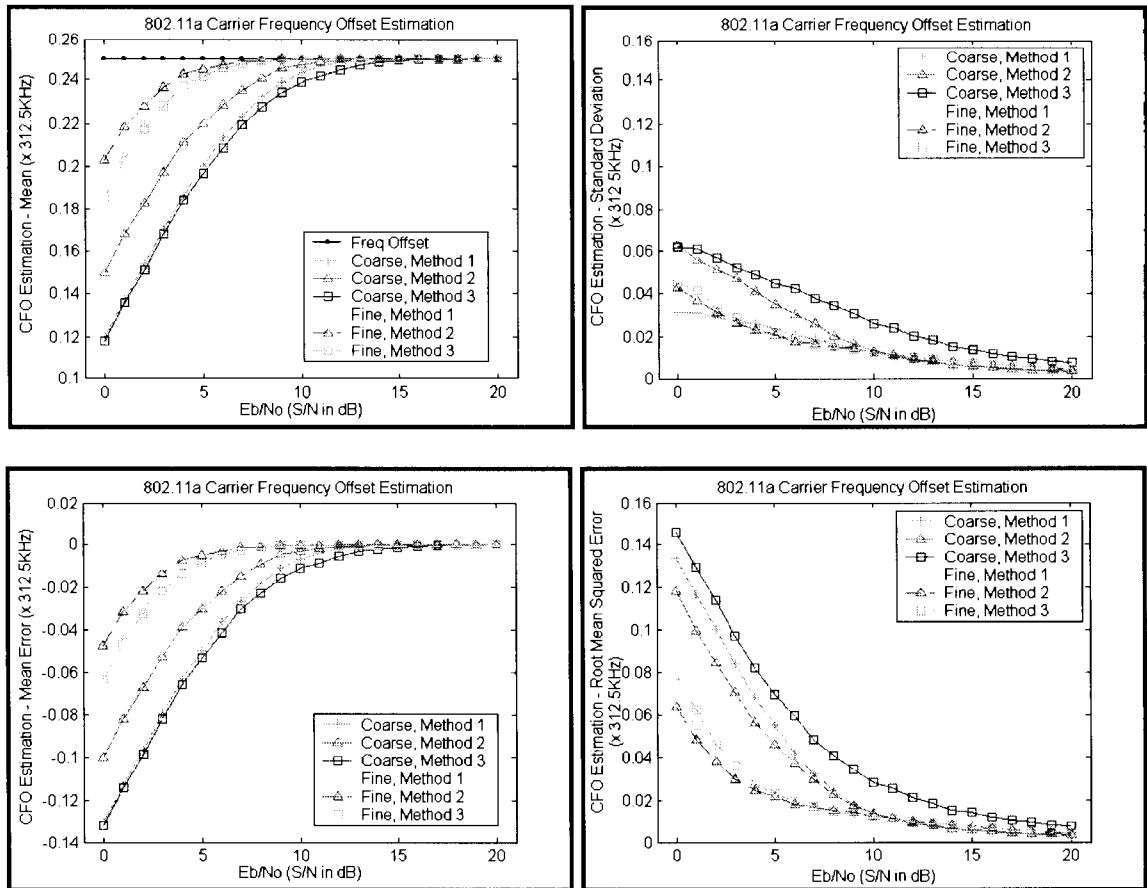 802.11a Carrier Frequency Offset Estimation
CFO Estimation - Mean (x 312.5KHz)
0.26
0.24
0.22
0.2
0.18
0.16
0.14
0.12
0.1
Freq Offset
Coarse, Method 1
Coarse, Method 2
Coarse, Method 3
Fine, Method 1
Fine, Method 2
Fine, Method 3
0 5 10 15 20
Eb/No (S/N in dB)
802.11a Carrier Frequency Offset Estimation
CFO Estimation - Standard Deviation
(x 312.5KHz)
0.16
0.14
0.12
0.1
0.08
0.06
0.04
0.02
0
Coarse, Method 1
Coarse, Method 2
Coarse, Method 3
Fine, Method 1
Fine, Method 2
Fine, Method 3
0 5 10 15 20
Eb/No (S/N in dB)
802.11a Carrier Frequency Offset Estimation
CFO Estimation - Mean Error (x 312.5KHz)
0.02
0
-0.02
-0.04
-0.06
-0.08
-0.1
-0.12
-0.14
Coarse, Method 1
Coarse, Method 2
Coarse, Method 3
Fine, Method 1
Fine, Method 2
Fine, Method 3
0 5 10 15 20
Eb/No (S/N in dB)
802.11a Carrier Frequency Offset Estimation
CFO Estimation - Root Mean Squared Error
(x 312.5KHz)
0.16
0.14
0.12
0.1
0.08
0.06
0.04
0.02
0
Coarse, Method 1
Coarse, Method 2
Coarse, Method 3
Fine, Method 1
Fine, Method 2
Fine, Method 3
0 5 10 15 20
Eb/No (S/N in dB)